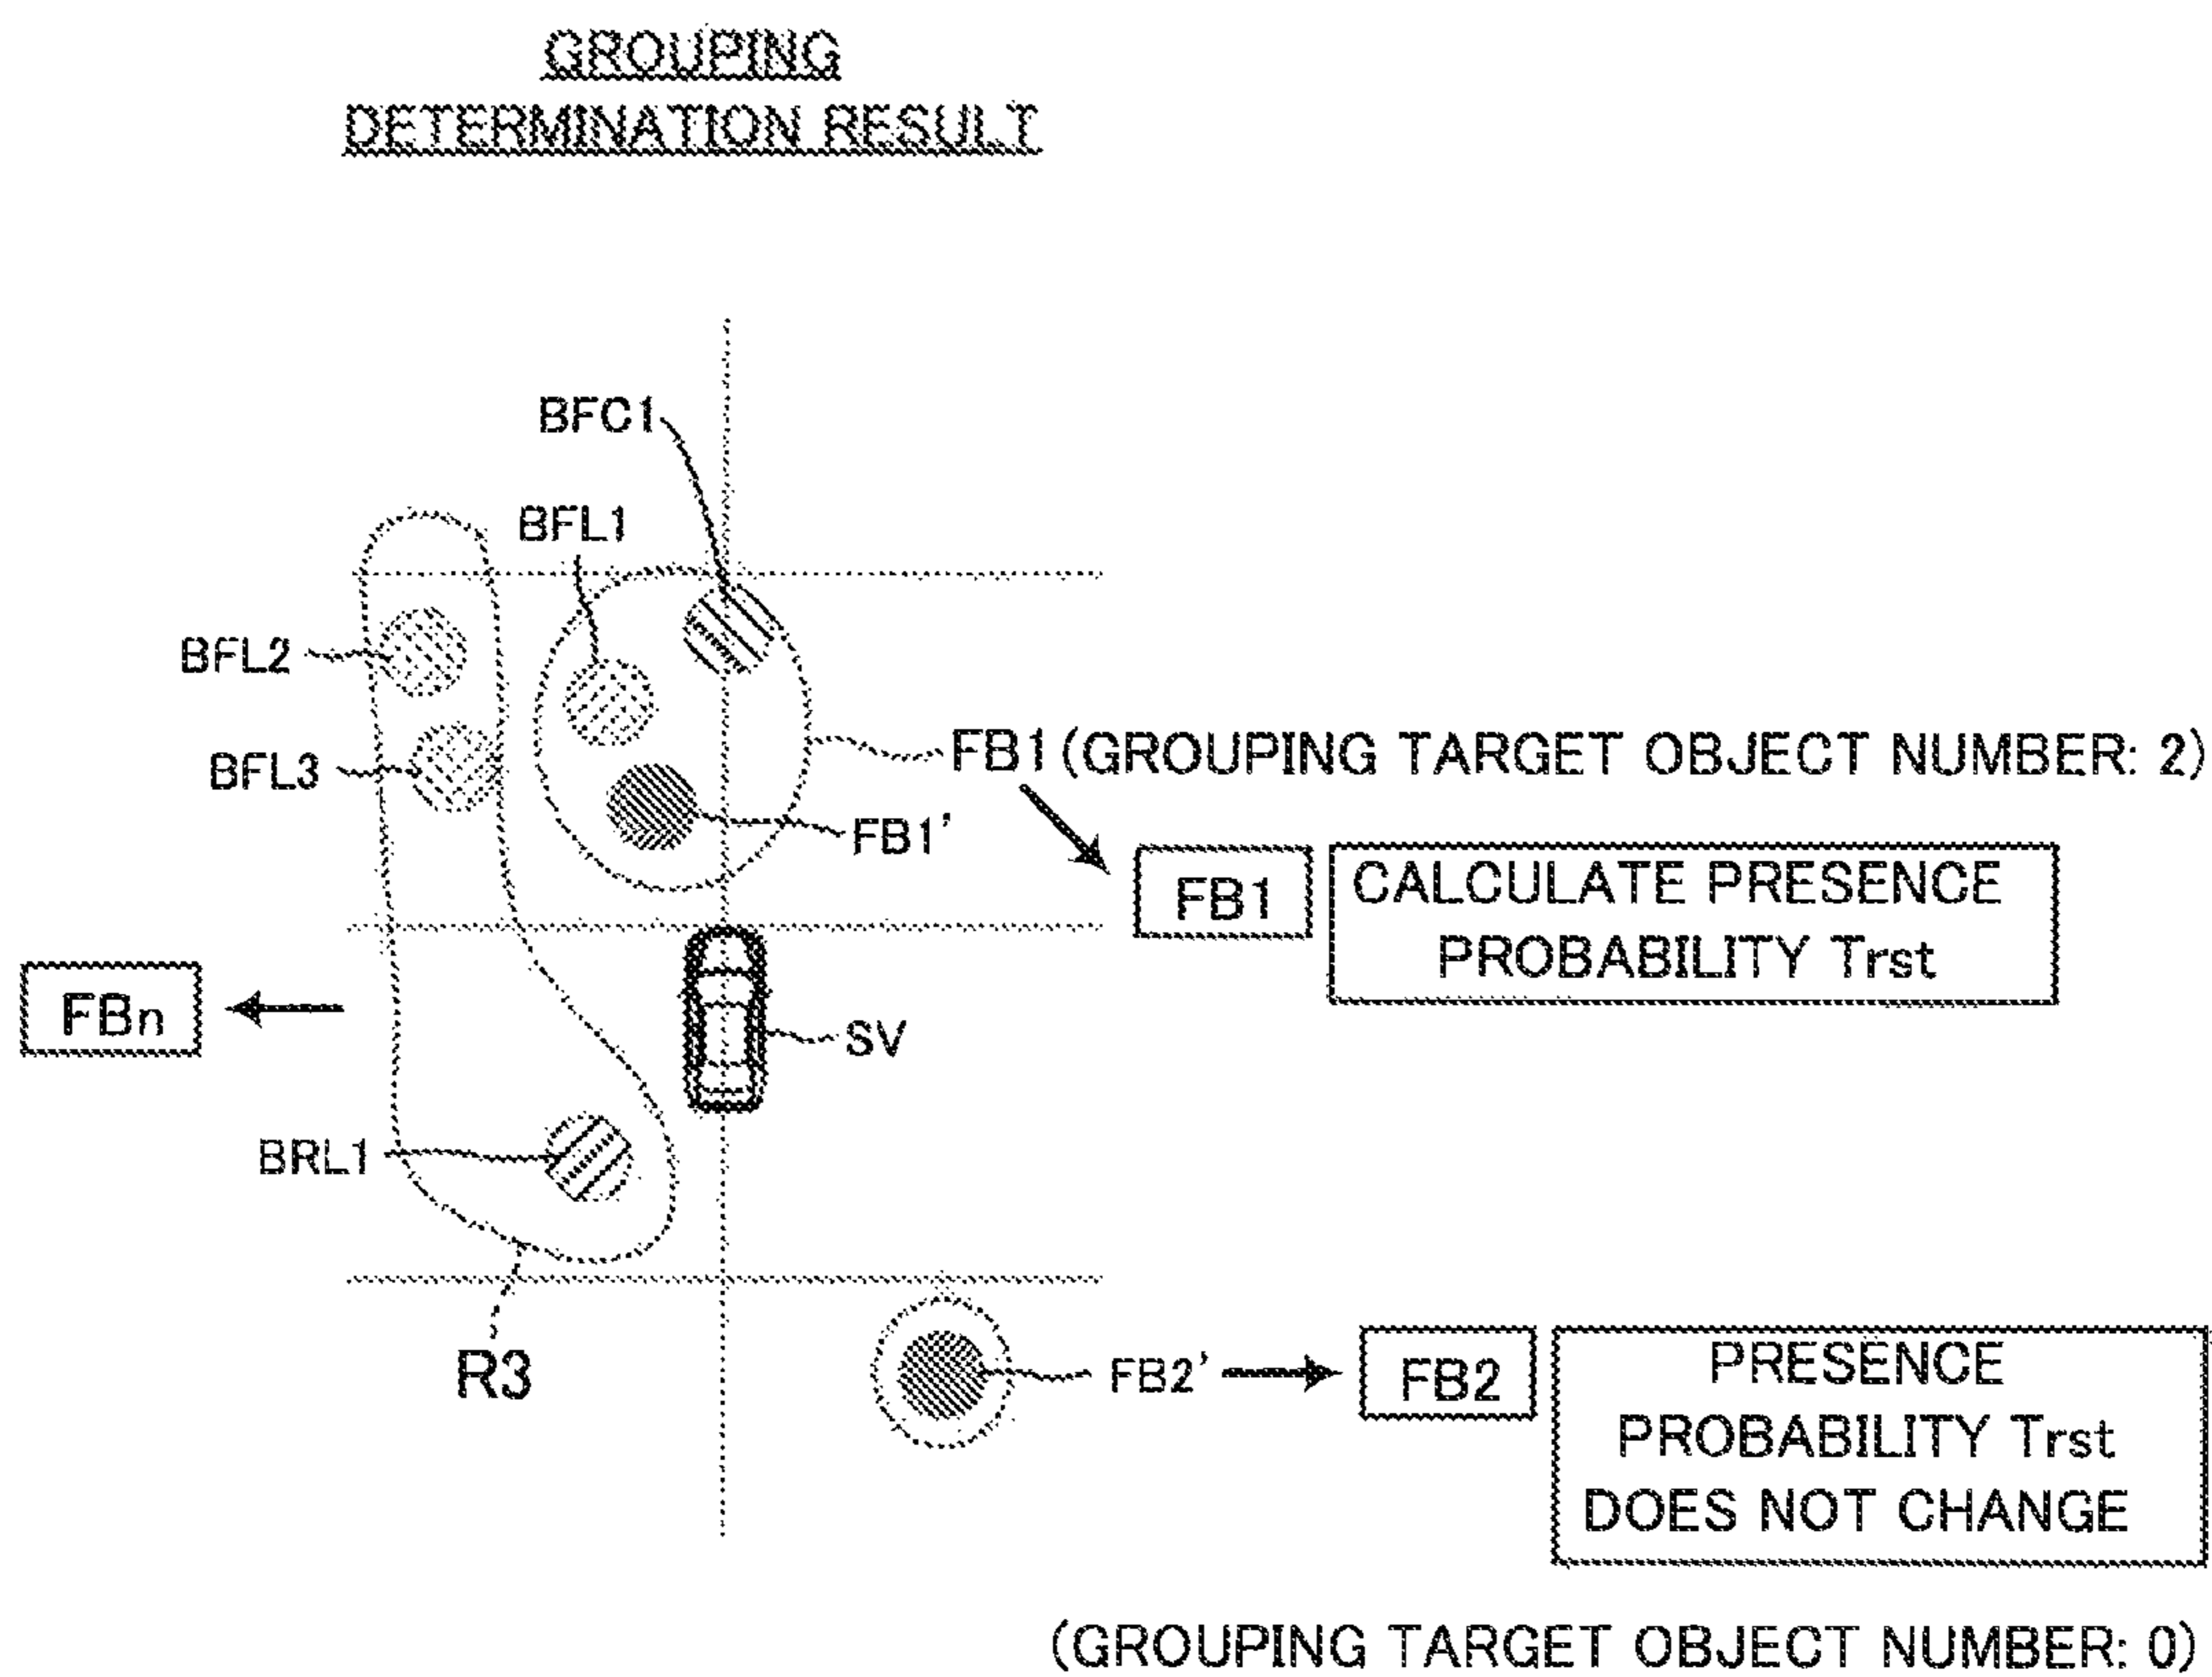 GROUPING
DETERMINATION RESULT
BFC1
BFL1
BFL2
BFL3
FB1 (GROUPING TARGET OBJECT NUMBER: 2)
FB1'
FB1
CALCULATE PRESENCE
PROBABILITY Trst
FBn
SV
BRL1
R3
FB2'
FB2
PRESENCE
PROBABILITY Trst
DOES NOT CHANGE
(GROUPING TARGET OBJECT NUMBER: 0)